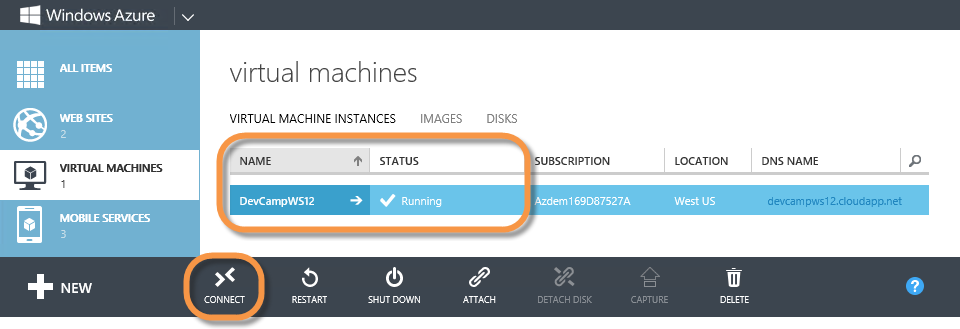 Windows Azure
ALL ITEMS
WEB SITES
2
VIRTUAL MACHINES
1
MOBILE SERVICES
3
virtual machines
VIRTUAL MACHINE INSTANCES IMAGES DISKS
NAME STATUS SUBSCRIPTION LOCATION DNS NAME
DevCampWS12 Running Azdem169D87527A West US devcampws12.cloudapp.net
NEW
CONNECT RESTART SHUT DOWN ATTACH DETACH DISK CAPTURE DELETE
?